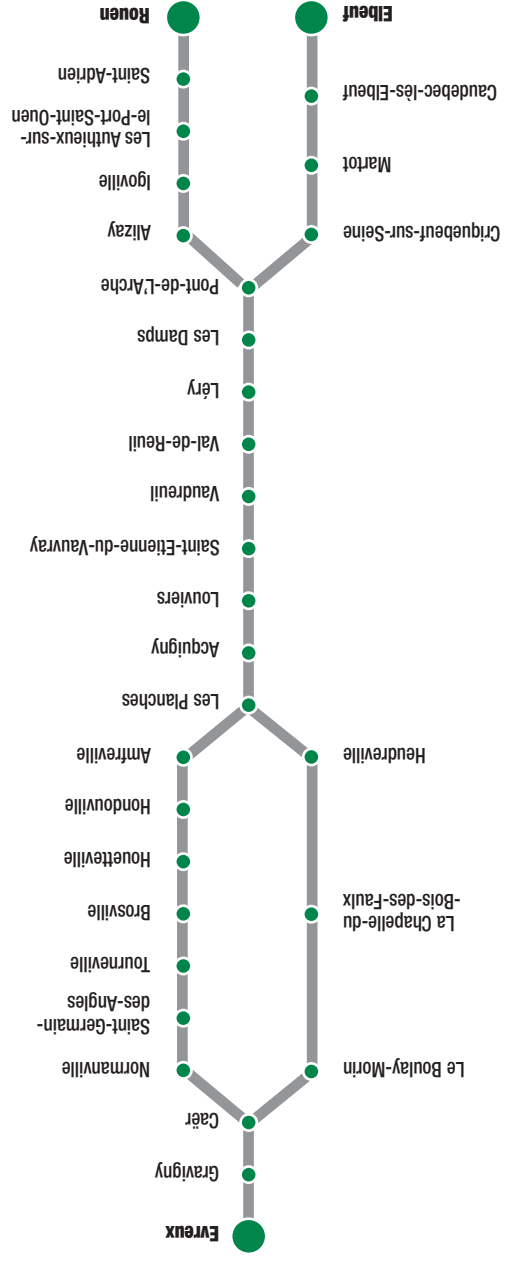 Evreux
Gravigny
Caër
Le Boulay-Morin
Normanville
Saint-Germain-
des-Angles
Tourneville
La Chapelle-du
-Bois-des-Faulx
Brosville
Houetteville
Hondouville
Heudreville
Amfreville
Les Planches
Acquigny
Louviers
Saint-Etienne-du-Vauvray
Vaudreuil
Val-de-Reuil
Léry
Les Damps
Pont-de-L'Arche
Criquebeuf-sur-Seine
Alizay
Martot
Igoville
Les Authieux-sur-
le-Port-Saint-Ouen
Caudebec-lès-Elbeuf
Saint-Adrien
Elbeuf
Rouen